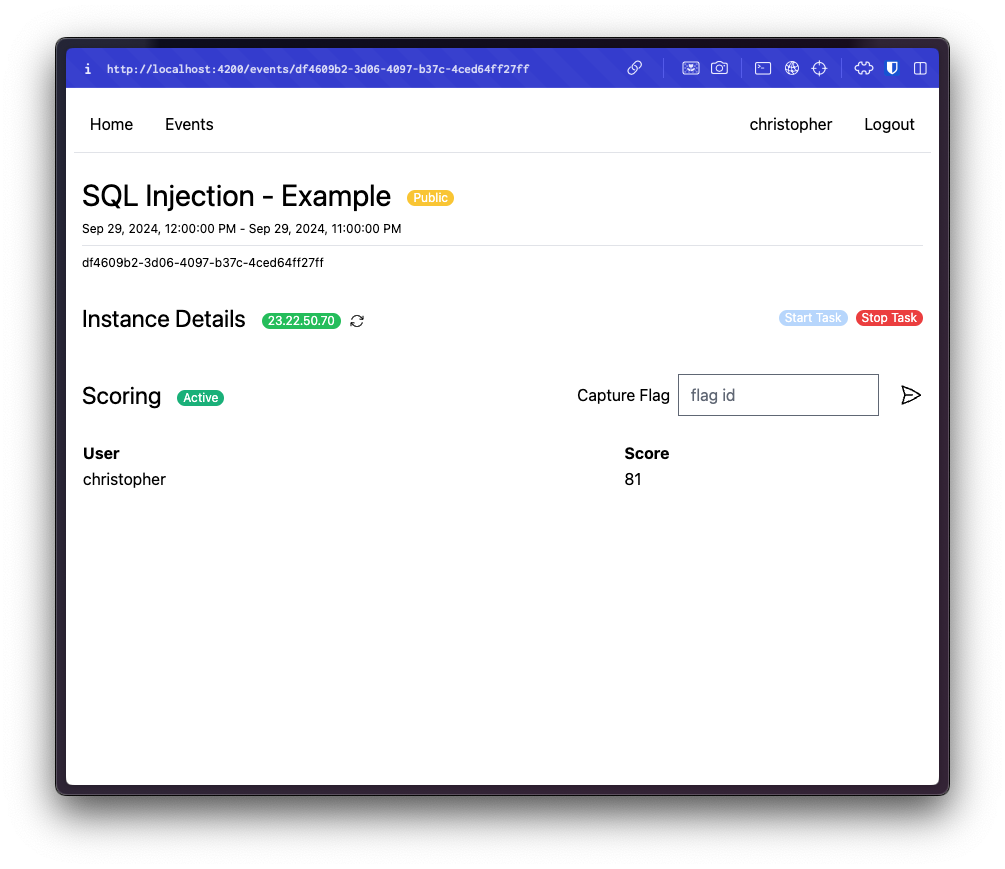 i http://localhost:4200/events/df4609b2-3d06-4097-b37c-4ced64ff27ff
Home Events christopher Logout
SQL Injection - Example Public
Sep 29, 2024, 12:00:00 PM - Sep 29, 2024, 11:00:00 PM
df4609b2-3d06-4097-b37c-4ced64ff27ff
Instance Details 23.22.50.70 Start Task Stop Task
Scoring Active Capture Flag flag id
User Score
christopher 81